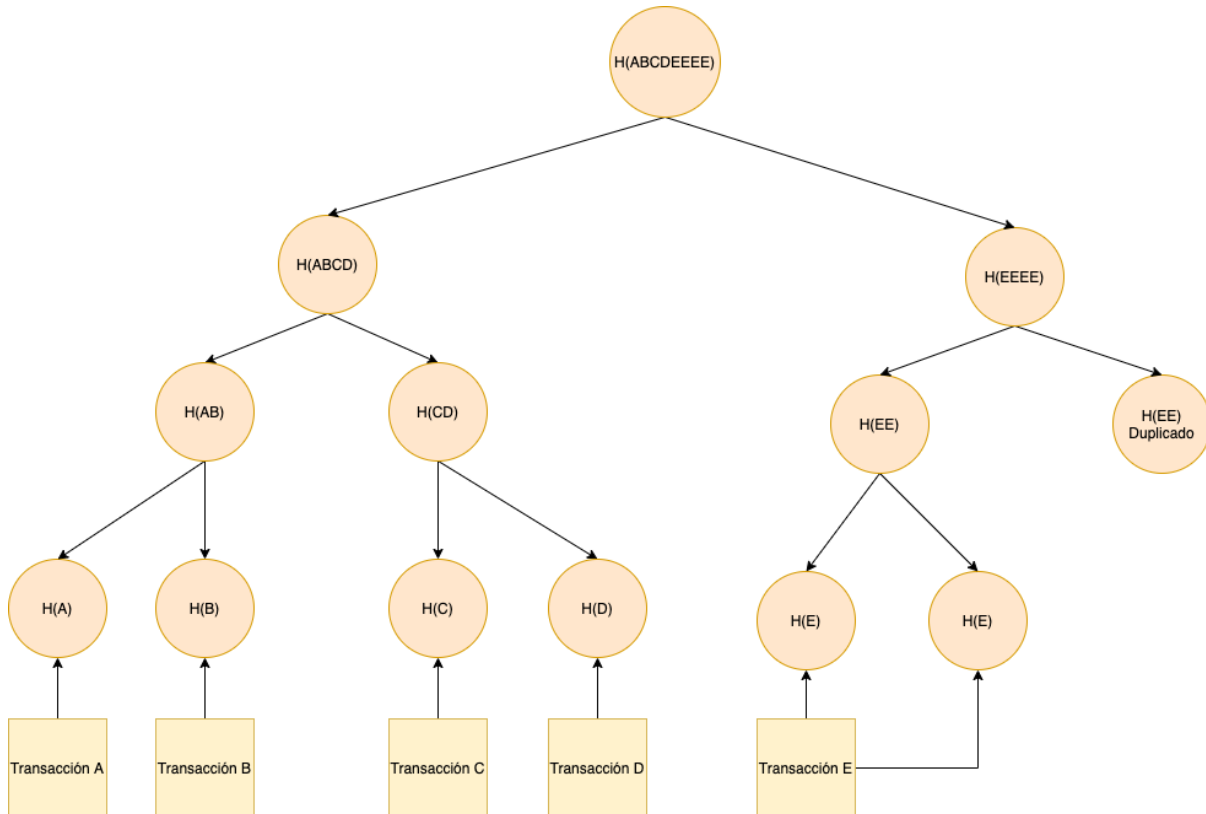 H(ABCDEEEE)
H(ABCD)
H(EEEE)
H(AB)
H(CD)
H(EE)
H(EE)
Duplicado
H(A)
H(B)
H(C)
H(D)
H(E)
H(E)
Transacción A
Transacción B
Transacción C
Transacción D
Transacción E